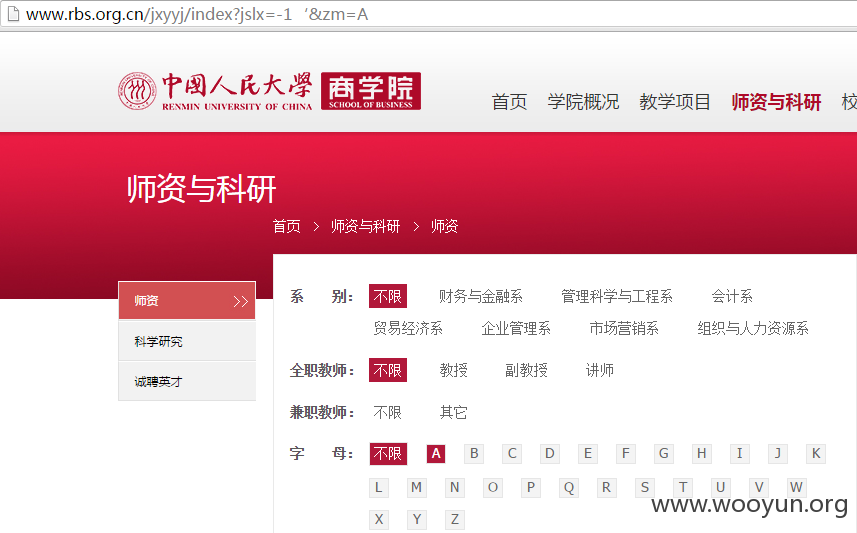 www.rbs.org.cn/jxyyj/index?jslx=-1‘&zm=A
中国人民大学 商学院
RENMIN UNIVERSITY OF CHINA SCHOOL OF BUSINESS
首页 学院概况 教学项目 师资与科研 校
师资与科研
首页 > 师资与科研 > 师资
师资 >>
科学研究
诚聘英才
系 别： 不限 财务与金融系 管理科学与工程系 会计系
贸易经济系 企业管理系 市场营销系 组织与人力资源系
全职教师： 不限 教授 副教授 讲师
兼职教师： 不限 其它
字 母： 不限 A B C D E F G H I J K
L M N O P Q R S T U V W
X Y Z
www.wooyun.org